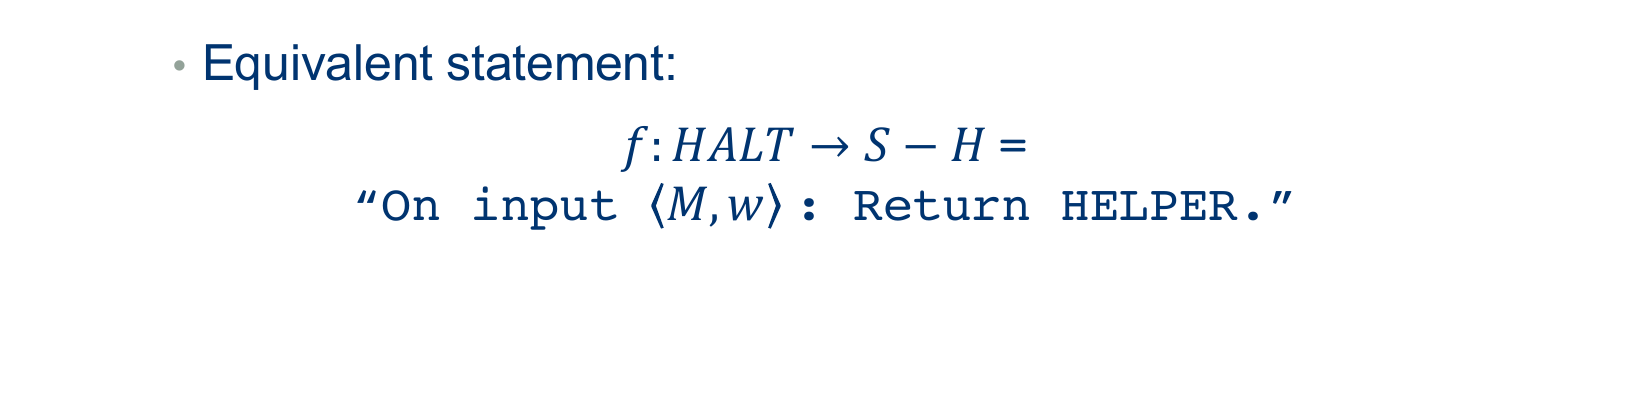 • Equivalent statement:
f: HALT → S − H =
“On input ⟨M, w⟩: Return HELPER.”